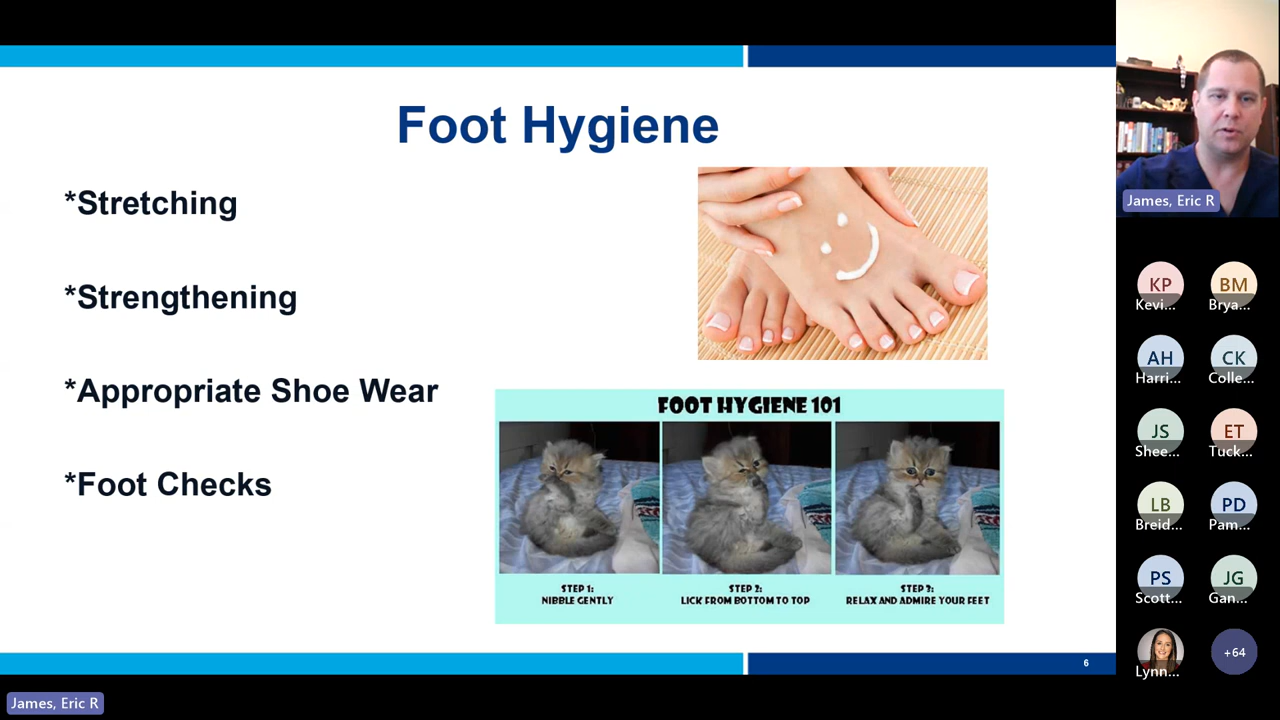 Foot Hygiene
*Stretching
*Strengthening
*Appropriate Shoe Wear
*Foot Checks
FOOT HYGIENE 101
STEP 1:
NIBBLE GENTLY
STEP 2:
LICK FROM BOTTOM TO TOP
STEP 3:
RELAX AND ADMIRE YOUR FEET
6
James, Eric R
James, Eric R
KP
BM
Kevi...
Brya...
AH
CK
Harri...
Colle...
JS
ET
Shee...
Tuck...
LB
PD
Breid...
Pam...
PS
JG
Scott...
Gan...
+64
Lynn...